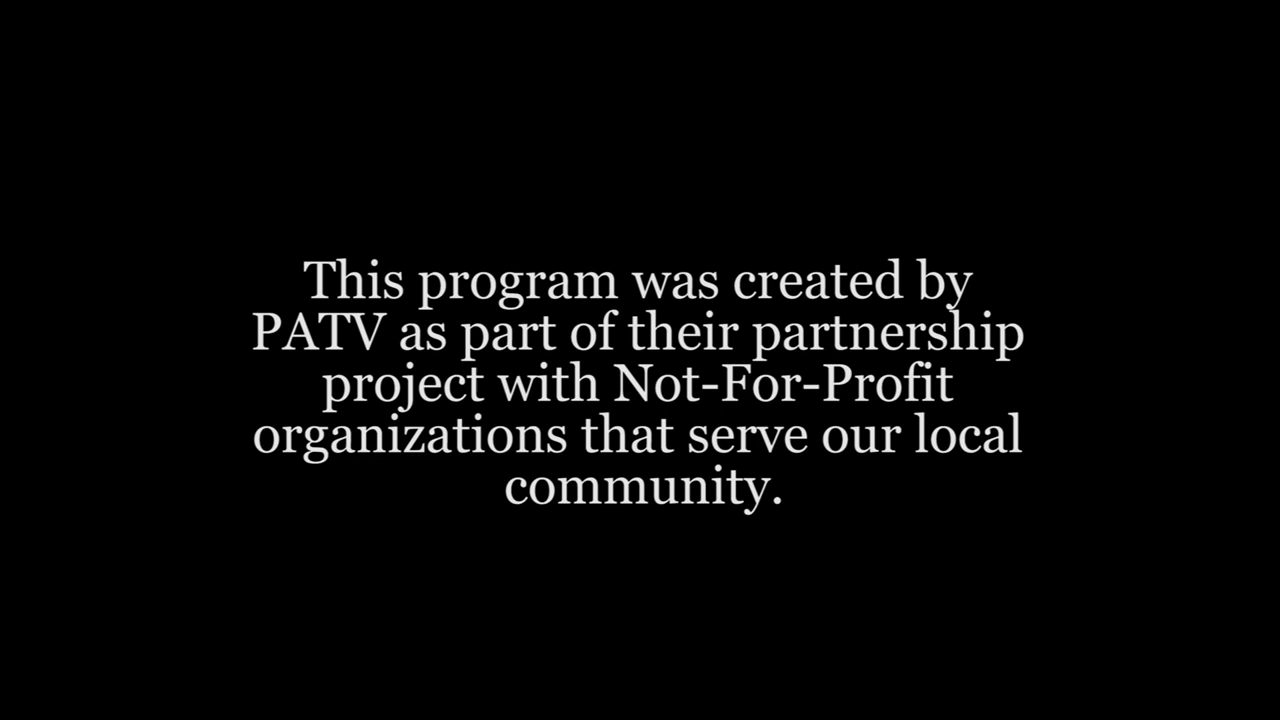 This program was created by
PATV as part of their partnership
project with Not-For-Profit
organizations that serve our local
community.